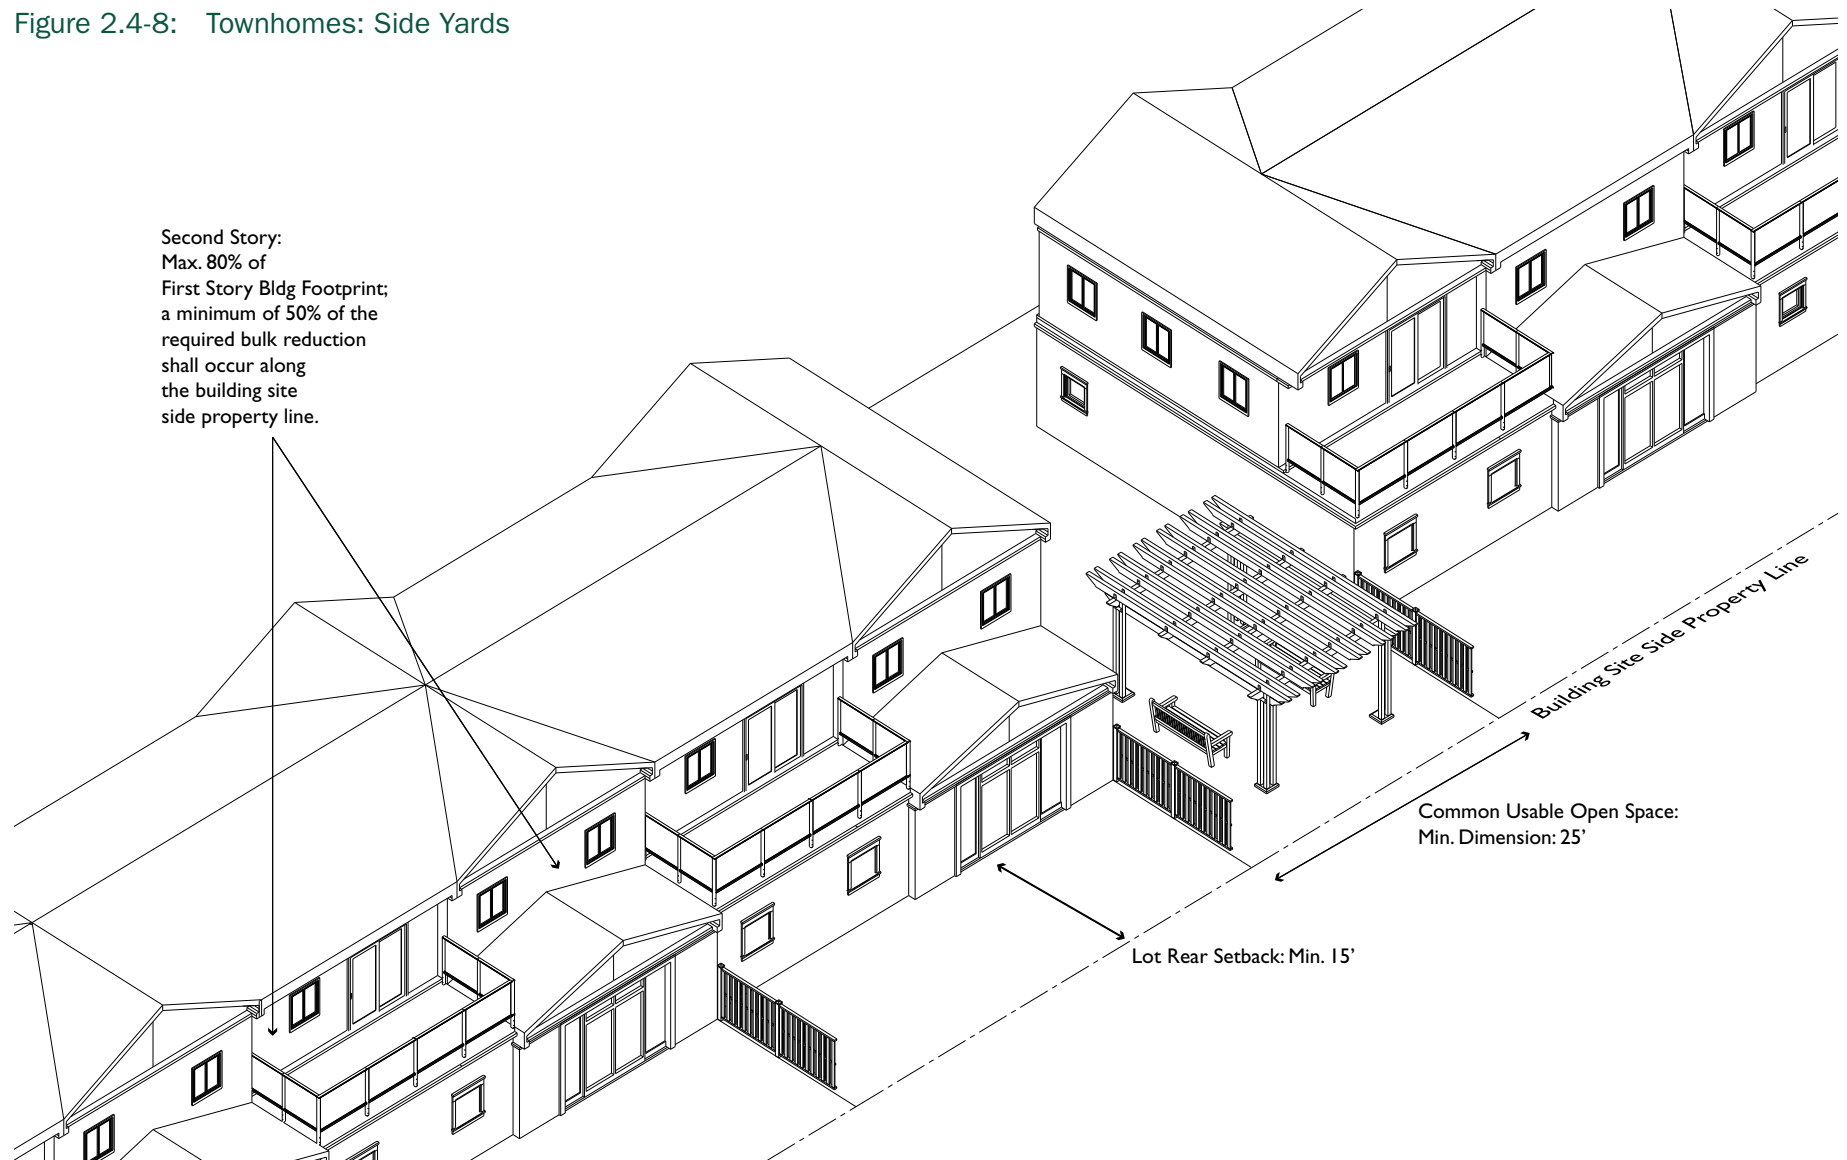 Figure 2.4-8: Townhomes: Side Yards
Second Story:
Max. 80% of
First Story Bldg Footprint;
a minimum of 50% of the
required bulk reduction
shall occur along
the building site
side property line.
Building Site Side Property Line
Common Usable Open Space:
Min. Dimension: 25’
Lot Rear Setback: Min. 15’